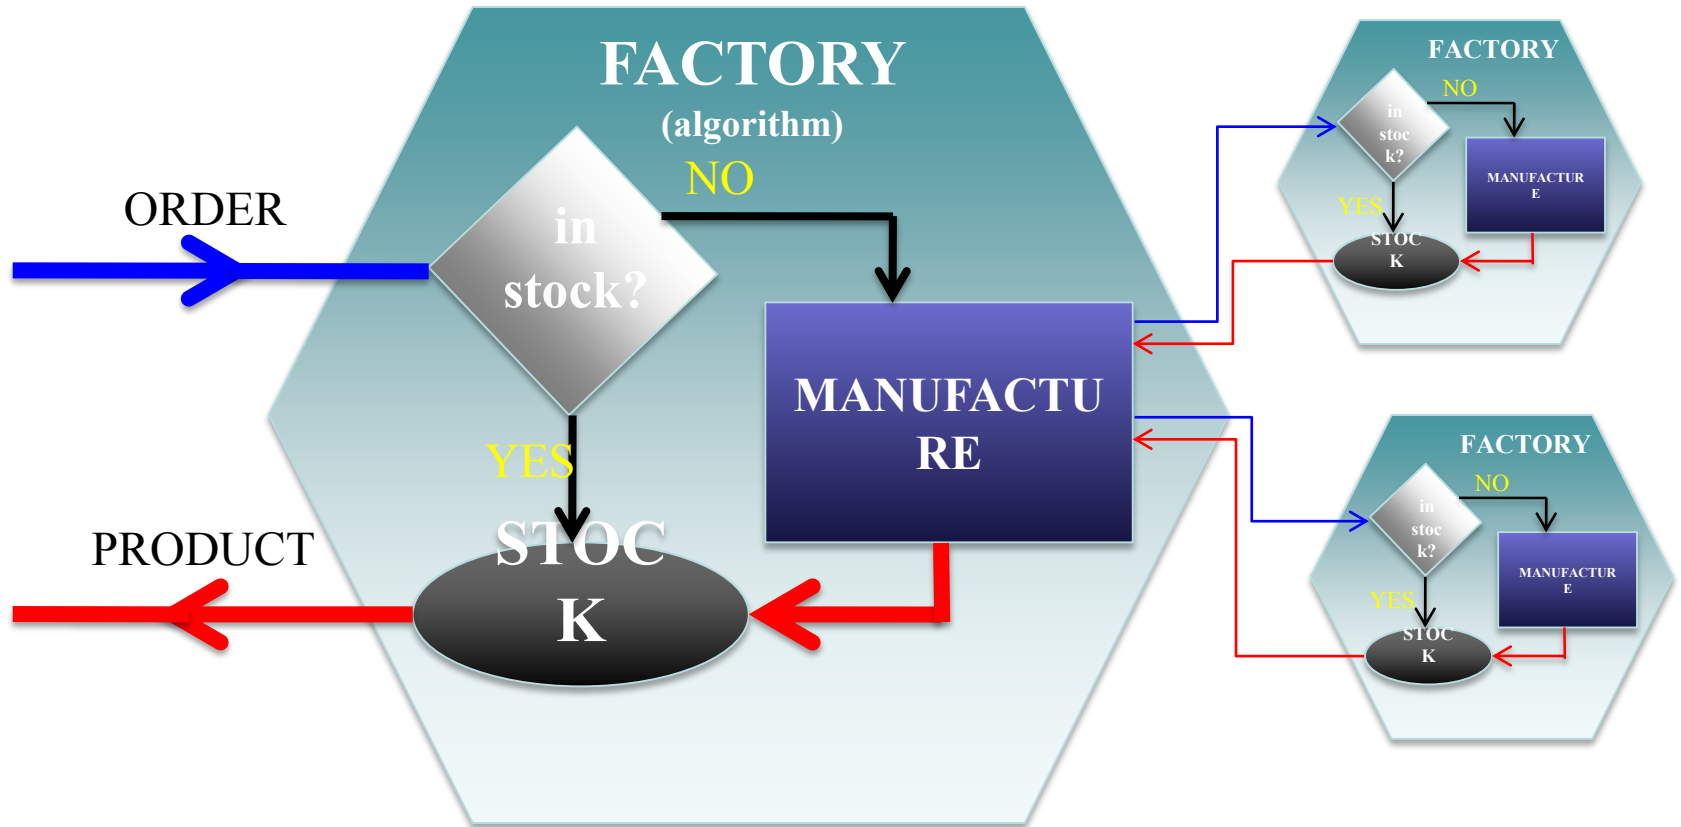 FACTORY
(algorithm)
NO
ORDER
in
stock?
MANUFACTU
RE
YES
STOC
K
PRODUCT
FACTORY
NO
in
stoc
k?
MANUFACTUR
E
YES
STOC
K
FACTORY
NO
in
stoc
k?
MANUFACTUR
E
YES
STOC
K